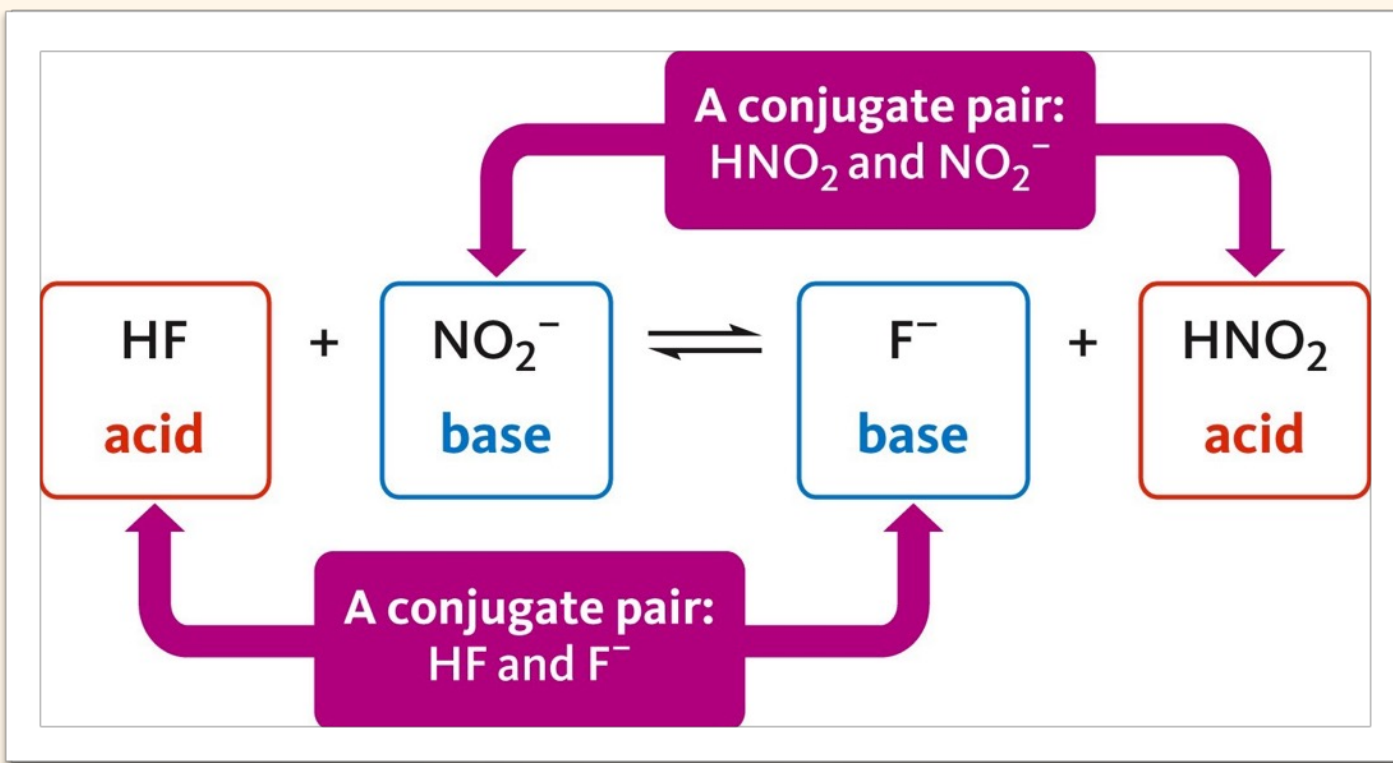 A conjugate pair:
HNO₂ and NO₂⁻
HF + NO₂⁻ ⇌ F⁻ + HNO₂
acid base base acid
A conjugate pair:
HF and F⁻